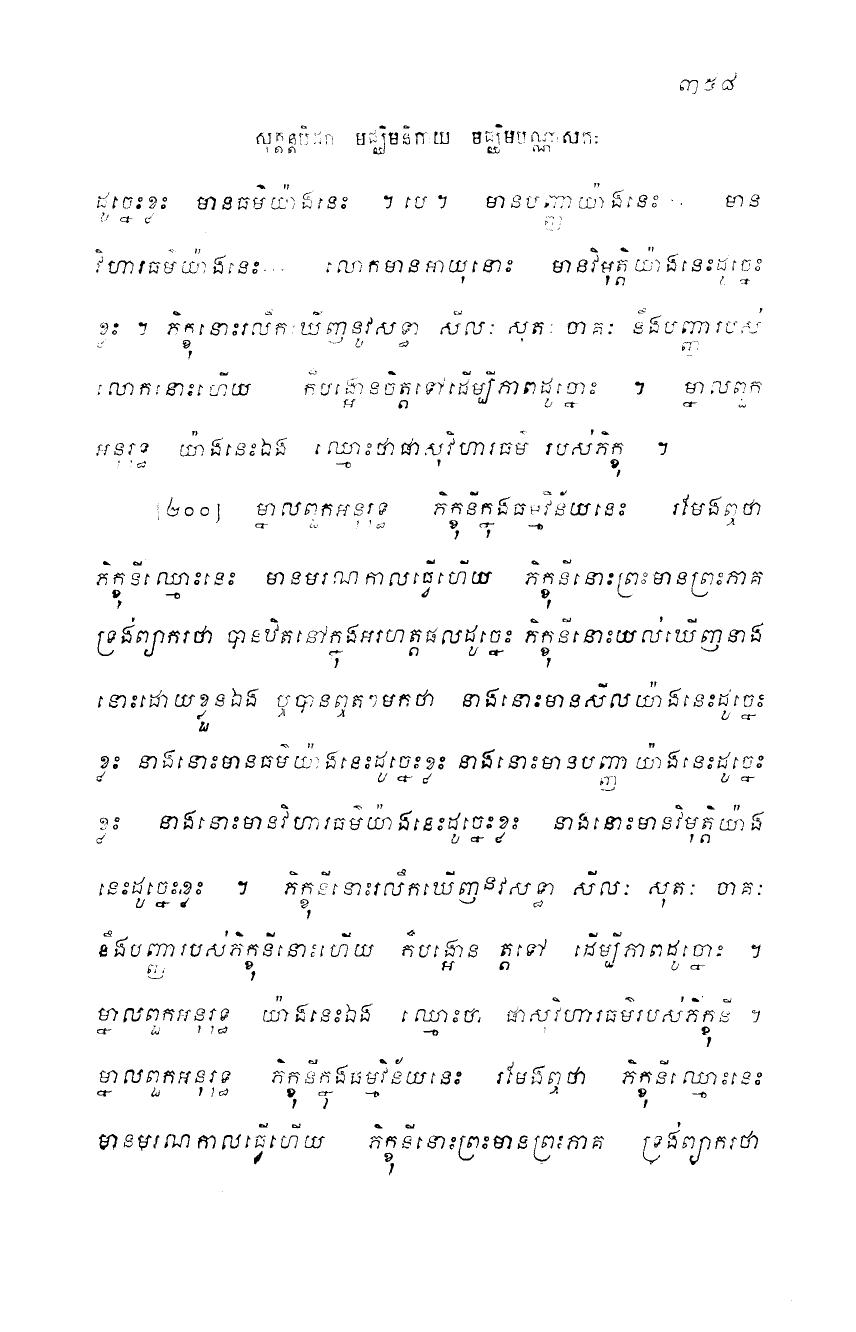 ៣៥៨
សុត្តន្តបិដក មជ្ឈិមនិកាយ មជ្ឈិមបណ្ណាសកៈ
ដូច្នេះខ្លះ មានធម៌យ៉ាងនេះ ។ បេ ។ មានបញ្ញាយ៉ាងនេះ... មាន
វិហារធម៌យ៉ាងនេះ... លោកមានអាយុនោះ មានវិមុត្តិយ៉ាងនេះដូច្នេះ
ខ្លះ ។ ភិក្ខុនោះរលឹកឃើញនូវសទ្ធា សីលៈ សុតៈ ចាគៈ នឹងបញ្ញារបស់
លោកនោះហើយ ក៏បង្អោនចិត្តទៅដើម្បីភាពដូច្នោះ ។ ម្នាលពួក
អនុរុទ្ធ យ៉ាងនេះឯង ឈ្មោះថាផាសុវិហារធម៌ របស់ភិក្ខុ ។
[២០០] ម្នាលពួកអនុរុទ្ធ ភិក្ខុនីក្នុងធម្មវិន័យនេះ រមែងឮថា
ភិក្ខុនីឈ្មោះនេះ មានមរណកាលធ្វើហើយ ភិក្ខុនីនោះព្រះមានព្រះភាគ
ទ្រង់ព្យាករថា បានឋិតនៅក្នុងអរហត្តផលដូច្នេះ ភិក្ខុនីនោះយល់ឃើញនាង
នោះដោយខ្លួនឯង ឬបានឮតៗមកថា នាងនោះមានសីលយ៉ាងនេះដូច្នេះ
ខ្លះ នាងនោះមានធម៌យ៉ាងនេះដូច្នេះខ្លះ នាងនោះមានបញ្ញា យ៉ាងនេះដូច្នេះ
ខ្លះ នាងនោះមានវិហារធម៌យ៉ាងនេះដូច្នេះខ្លះ នាងនោះមានវិមុត្តិយ៉ាង
នេះដូច្នេះខ្លះ ។ ភិក្ខុនីនោះរលឹកឃើញនូវសទ្ធា សីលៈ សុតៈ ចាគៈ
នឹងបញ្ញារបស់ភិក្ខុនីនោះហើយ ក៏បង្អោន ត្តទៅ ដើម្បីភាពដូច្នោះ ។
ម្នាលពួកអនុរុទ្ធ យ៉ាងនេះឯង ឈ្មោះថា ផាសុវិហារធម៌របស់ភិក្ខុនី ។
ម្នាលពួកអនុរុទ្ធ ភិក្ខុនីក្នុងធម្មវិន័យនេះ រមែងឮថា ភិក្ខុនីឈ្មោះនេះ
មានមរណកាលធ្វើហើយ ភិក្ខុនីនោះព្រះមានព្រះភាគ ទ្រង់ព្យាករថា